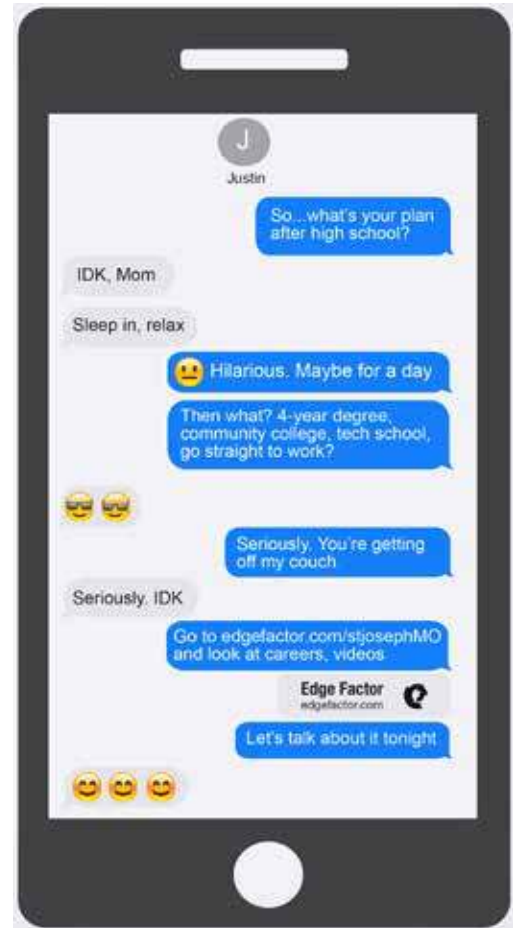 J
Justin
So...what's your plan
after high school?
IDK, Mom
Sleep in, relax
😐 Hilarious. Maybe for a day
Then what? 4-year degree,
community college, tech school,
go straight to work?
😎 😎
Seriously. You're getting
off my couch
Seriously. IDK
Go to edgefactor.com/stjosephMO
and look at careers, videos
Edge Factor
edgefactor.com
Let's talk about it tonight
😊 😊 😊